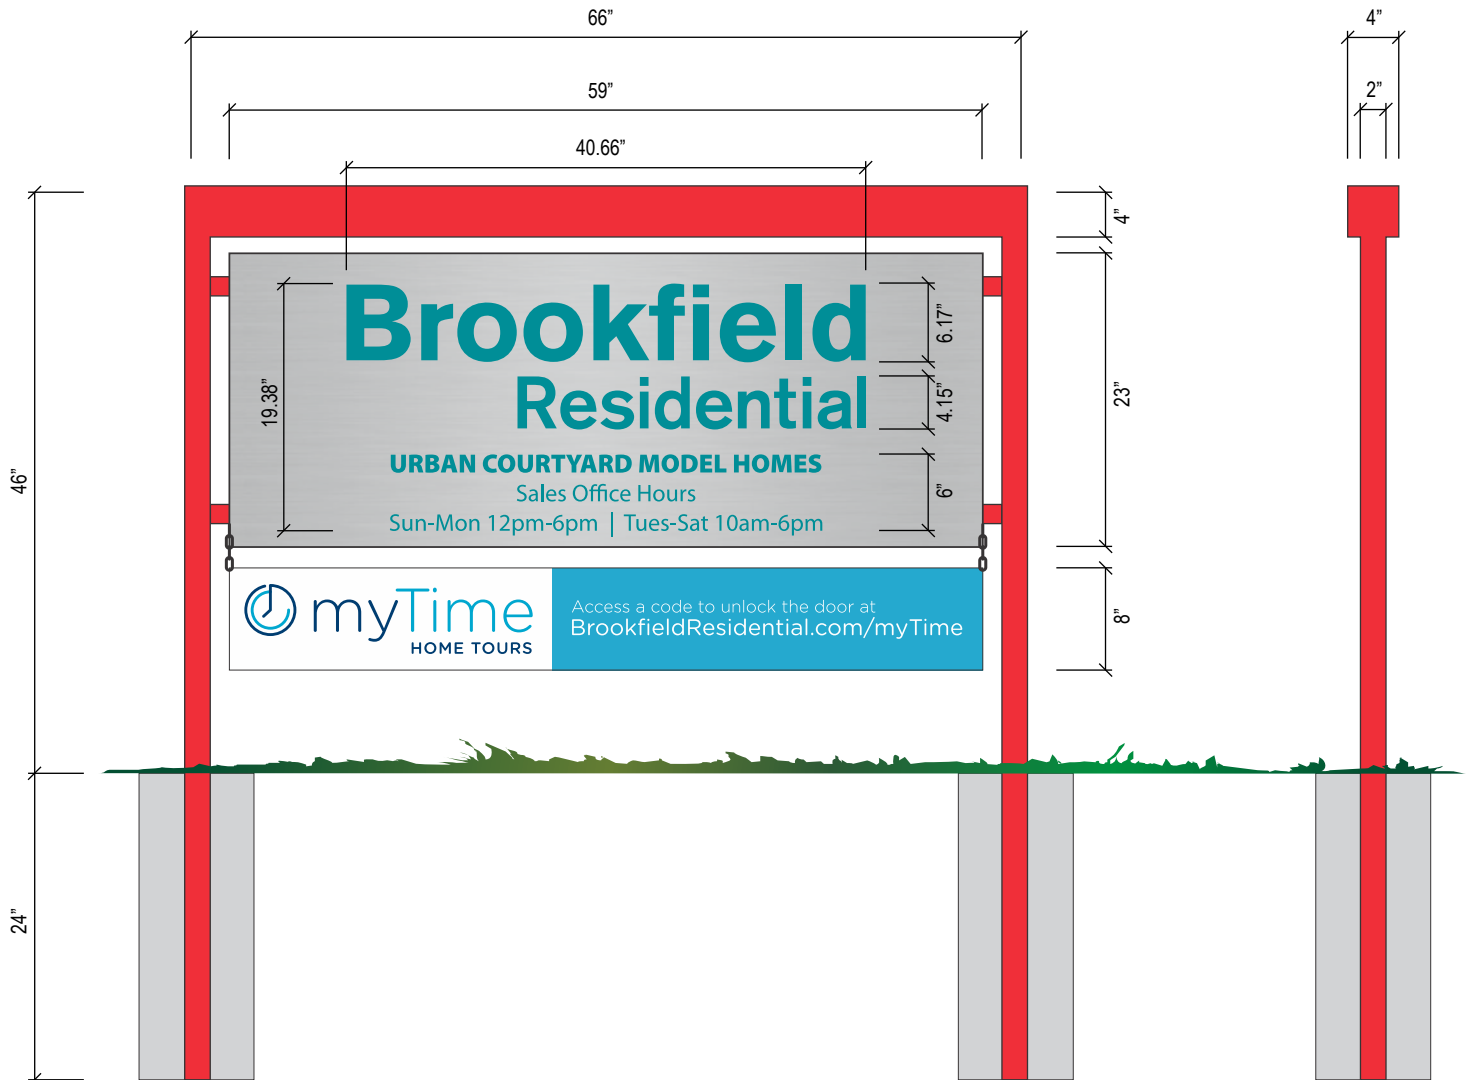 66”
4”
59”
2”
40.66”
4”
Brookfield
6.17”
Residential
4.15”
19.38”
23”
URBAN COURTYARD MODEL HOMES
Sales Office Hours
6”
Sun-Mon 12pm-6pm | Tues-Sat 10am-6pm
46”
myTime
HOME TOURS
Access a code to unlock the door at
BrookfieldResidential.com/myTime
8”
24”